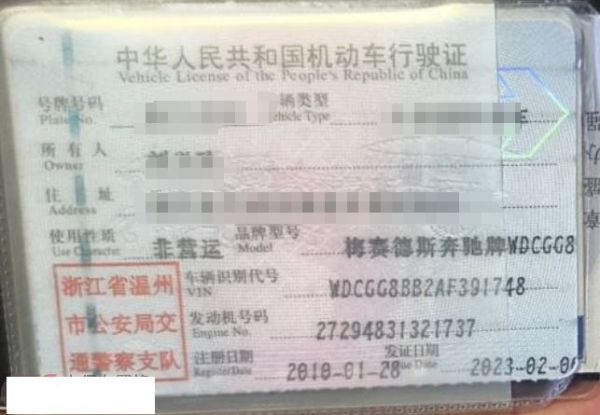 中华人民共和国机动车行驶证
Vehicle License of the People's Republic of China
号牌号码 车辆类型
Plate No. Vehicle Type 车
所有人
Owner
住址
Address
使用性质 非营运 品牌型号 梅赛德斯奔驰牌WDCGG8
Use Character Model
浙江省温州
市公安局交
通警察支队
车辆识别代号 WDCGG8BB2AF391748
VIN
发动机号码 27294831321737
Engine No.
注册日期 2010-01-28 发证日期 2023-02-0
Register Date Issue Date